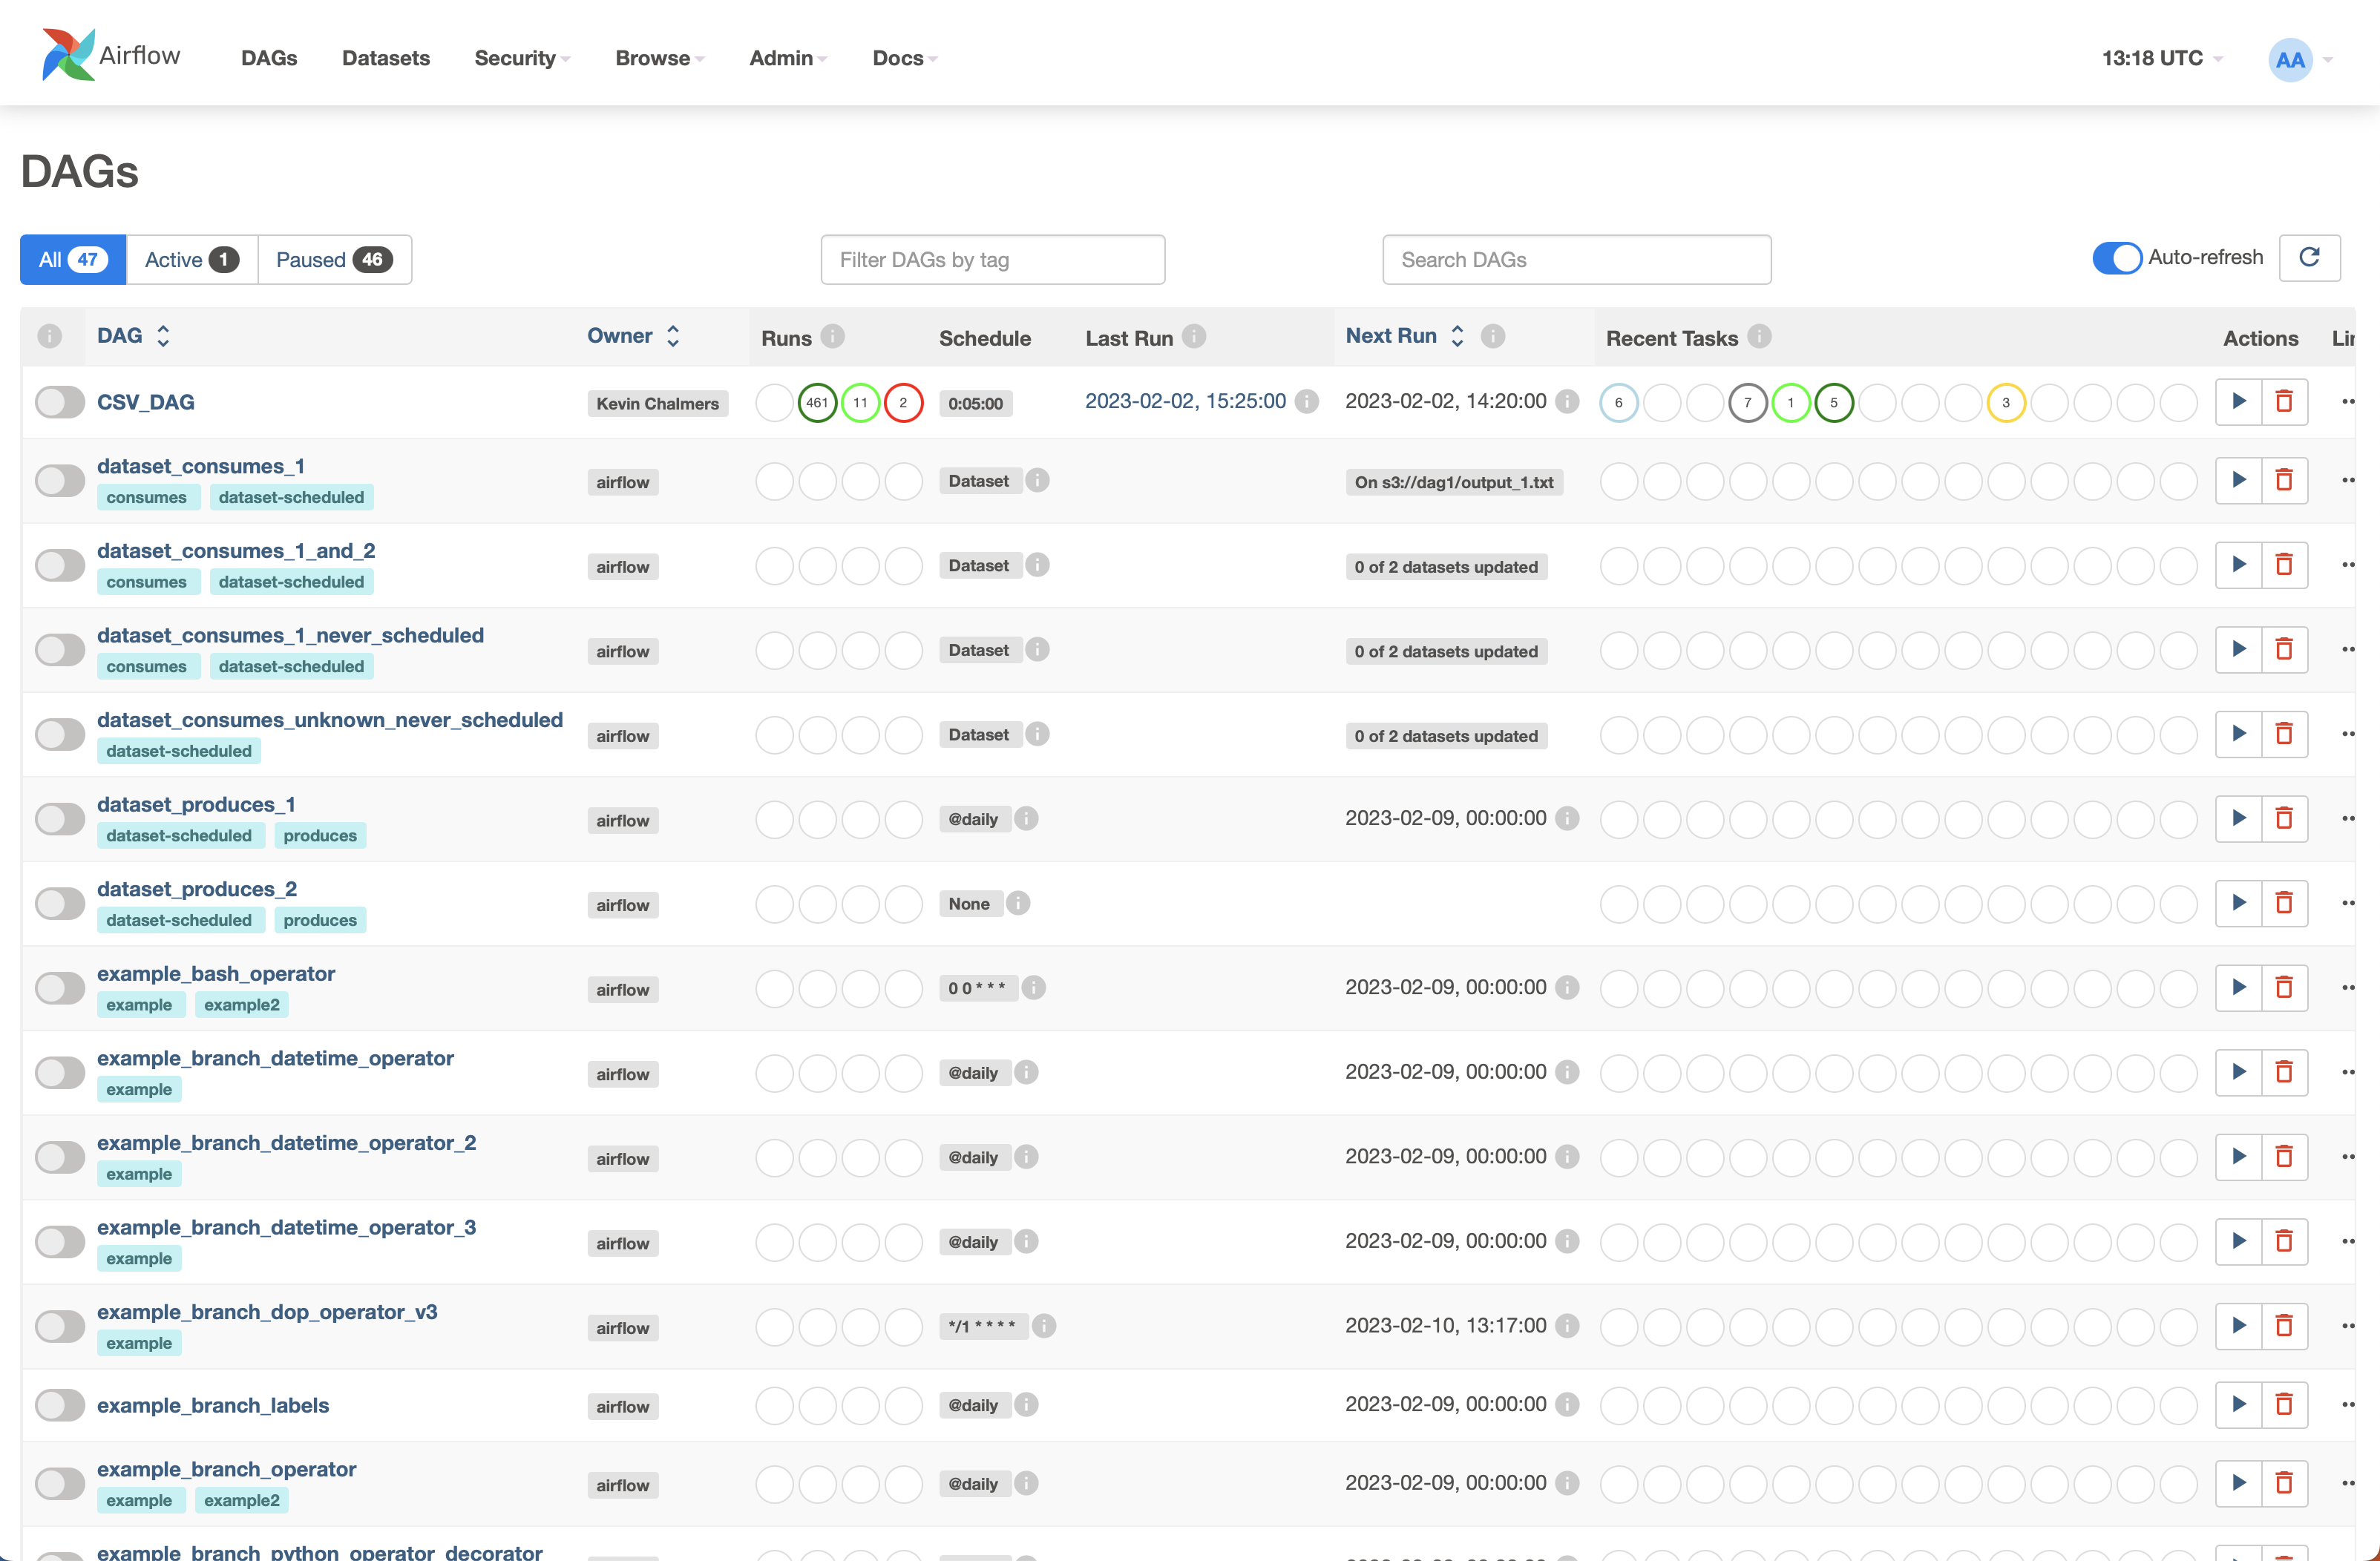 Airflow DAGs Datasets Security Browse Admin Docs 13:18 UTC AA
DAGs
All 47 Active 1 Paused 46 Filter DAGs by tag Search DAGs Auto-refresh
DAG Owner Runs Schedule Last Run Next Run Recent Tasks Actions
CSV_DAG Kevin Chalmers 461 11 2 0:05:00 2023-02-02, 15:25:00 2023-02-02, 14:20:00 6 7 1 5 3
dataset_consumes_1
consumes dataset-scheduled airflow Dataset On s3://dag1/output_1.txt
dataset_consumes_1_and_2
consumes dataset-scheduled airflow Dataset 0 of 2 datasets updated
dataset_consumes_1_never_scheduled
consumes dataset-scheduled airflow Dataset 0 of 2 datasets updated
dataset_consumes_unknown_never_scheduled
dataset-scheduled airflow Dataset 0 of 2 datasets updated
dataset_produces_1
dataset-scheduled produces airflow @daily 2023-02-09, 00:00:00
dataset_produces_2
dataset-scheduled produces airflow None
example_bash_operator
example example2 airflow 0 0 * * * 2023-02-09, 00:00:00
example_branch_datetime_operator
example airflow @daily 2023-02-09, 00:00:00
example_branch_datetime_operator_2
example airflow @daily 2023-02-09, 00:00:00
example_branch_datetime_operator_3
example airflow @daily 2023-02-09, 00:00:00
example_branch_dop_operator_v3
example airflow */1 * * * * 2023-02-10, 13:17:00
example_branch_labels airflow @daily 2023-02-09, 00:00:00
example_branch_operator
example example2 airflow @daily 2023-02-09, 00:00:00
example_branch_python_operator_decorator